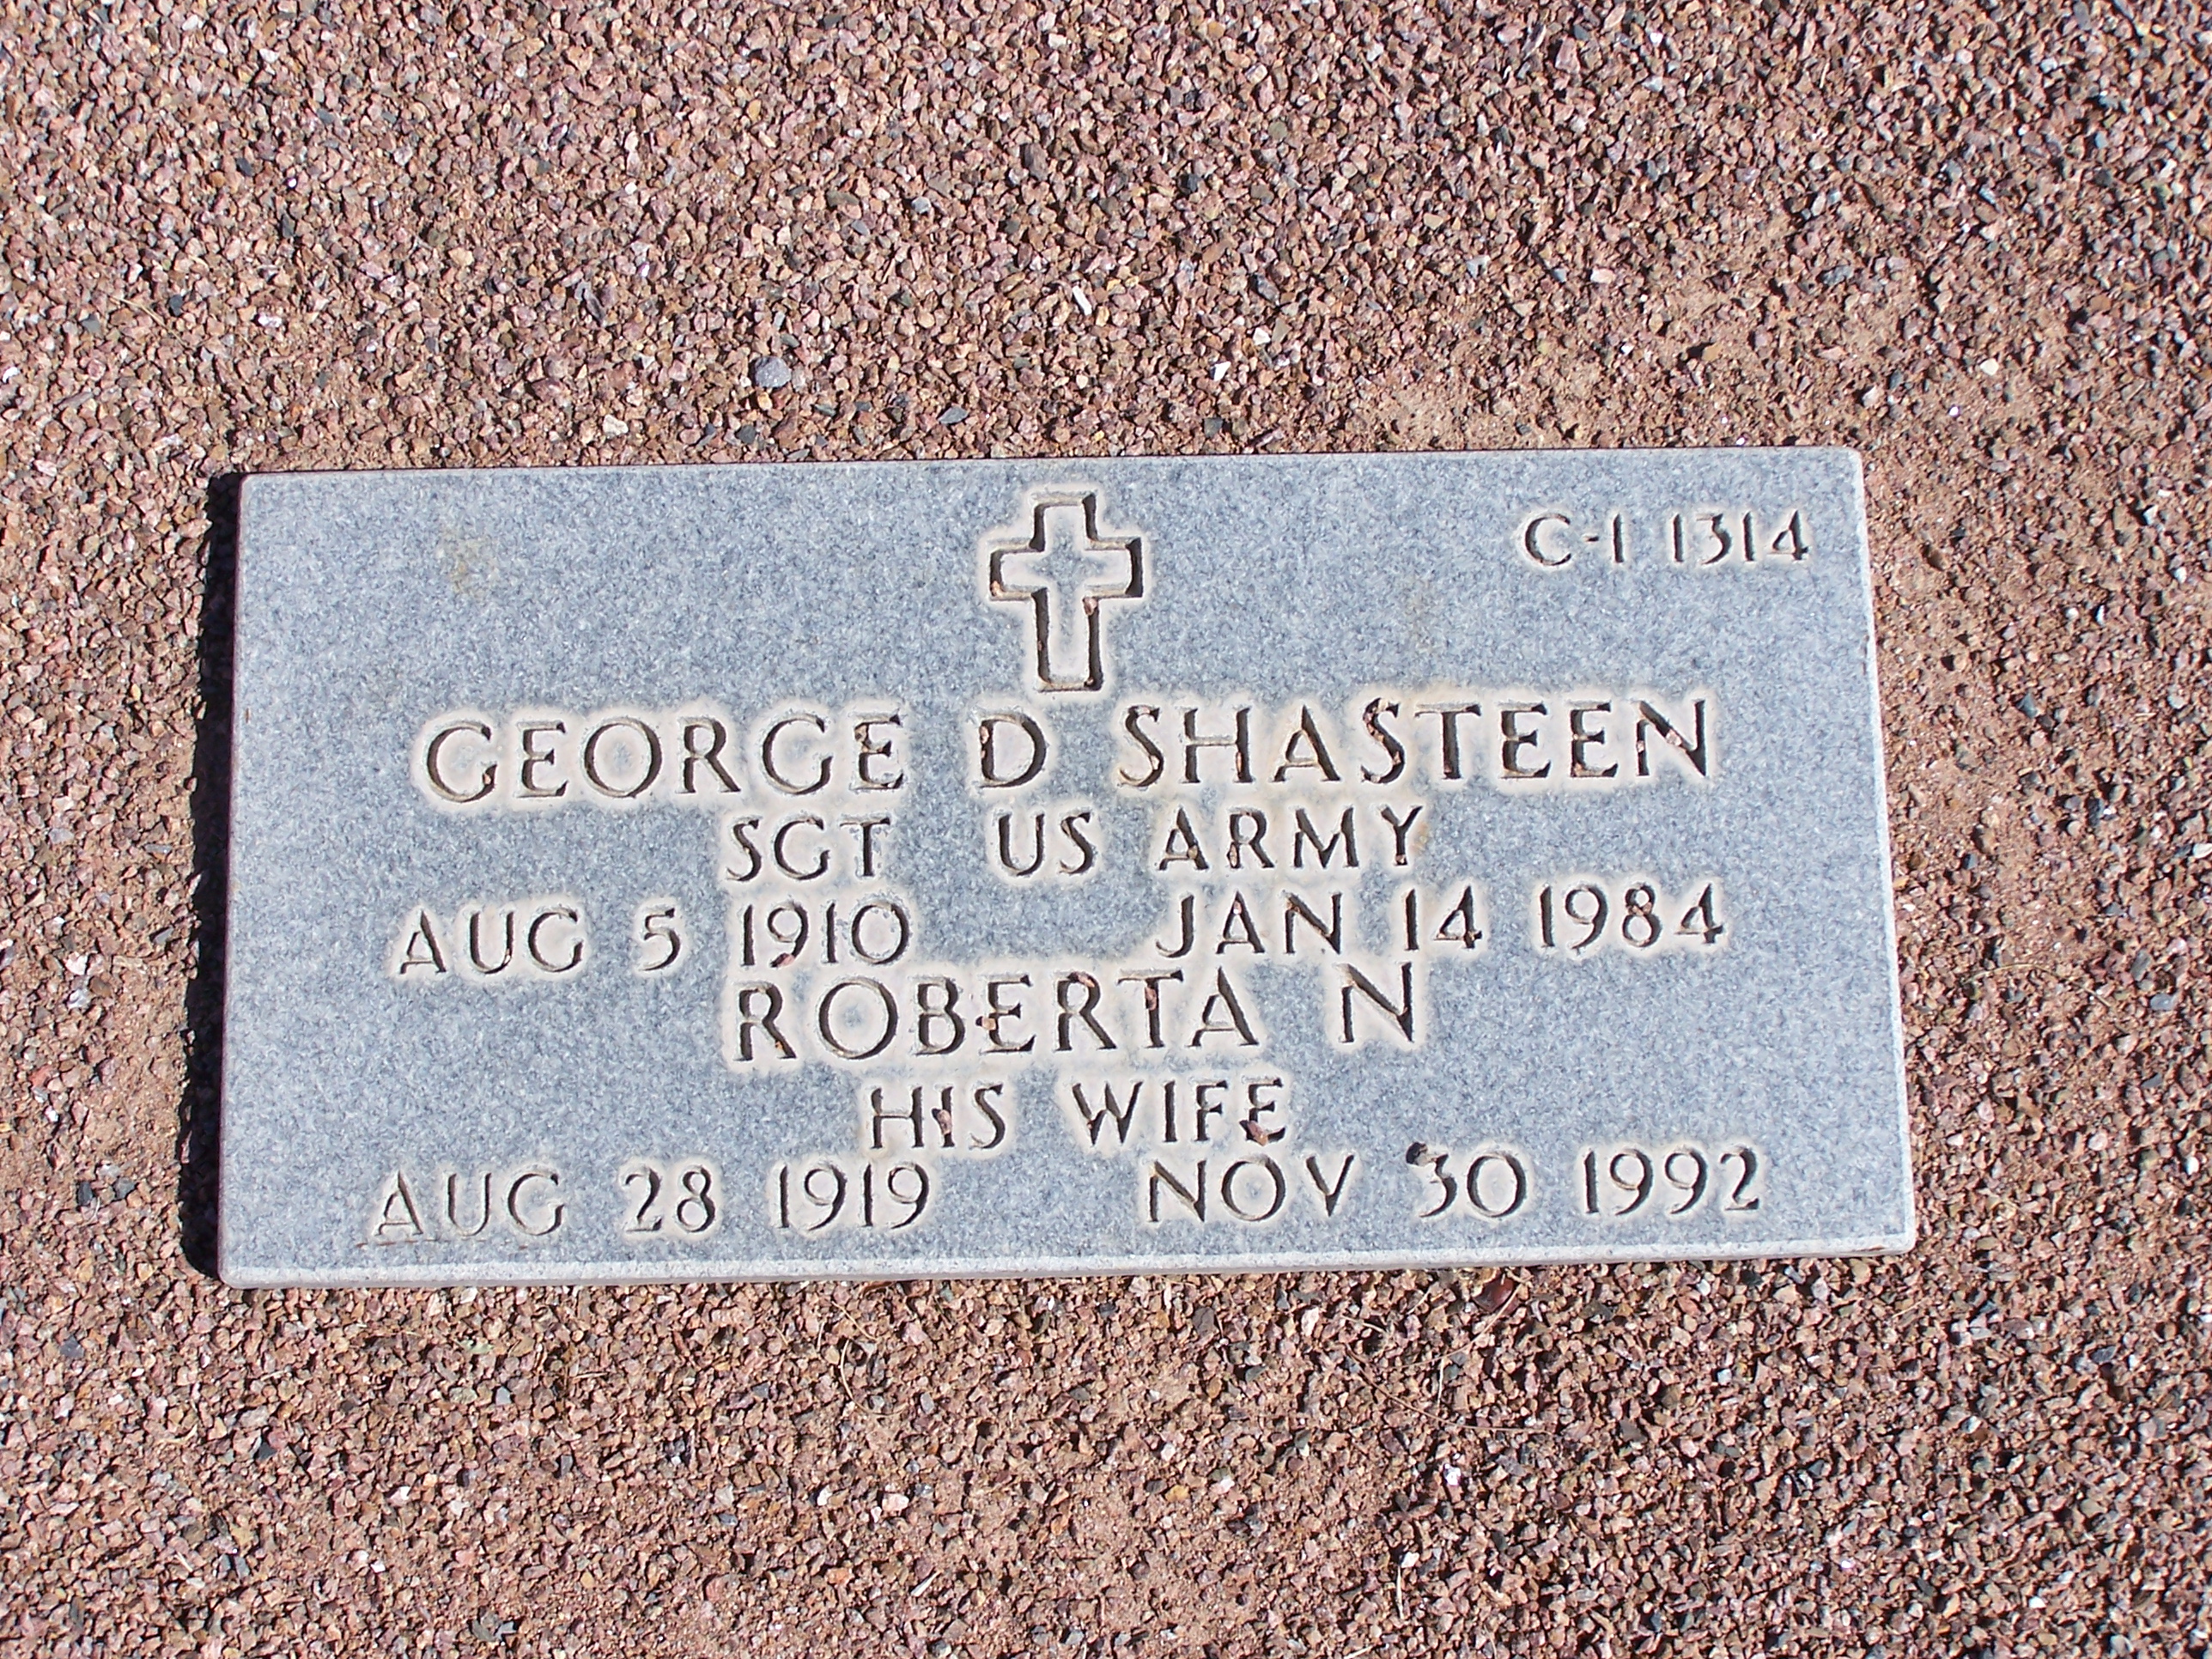 C-1 1314
GEORGE D SHASTEEN
SGT US ARMY
AUG 5 1910 JAN 14 1984
ROBERTA N
HIS WIFE
AUG 28 1919 NOV 30 1992